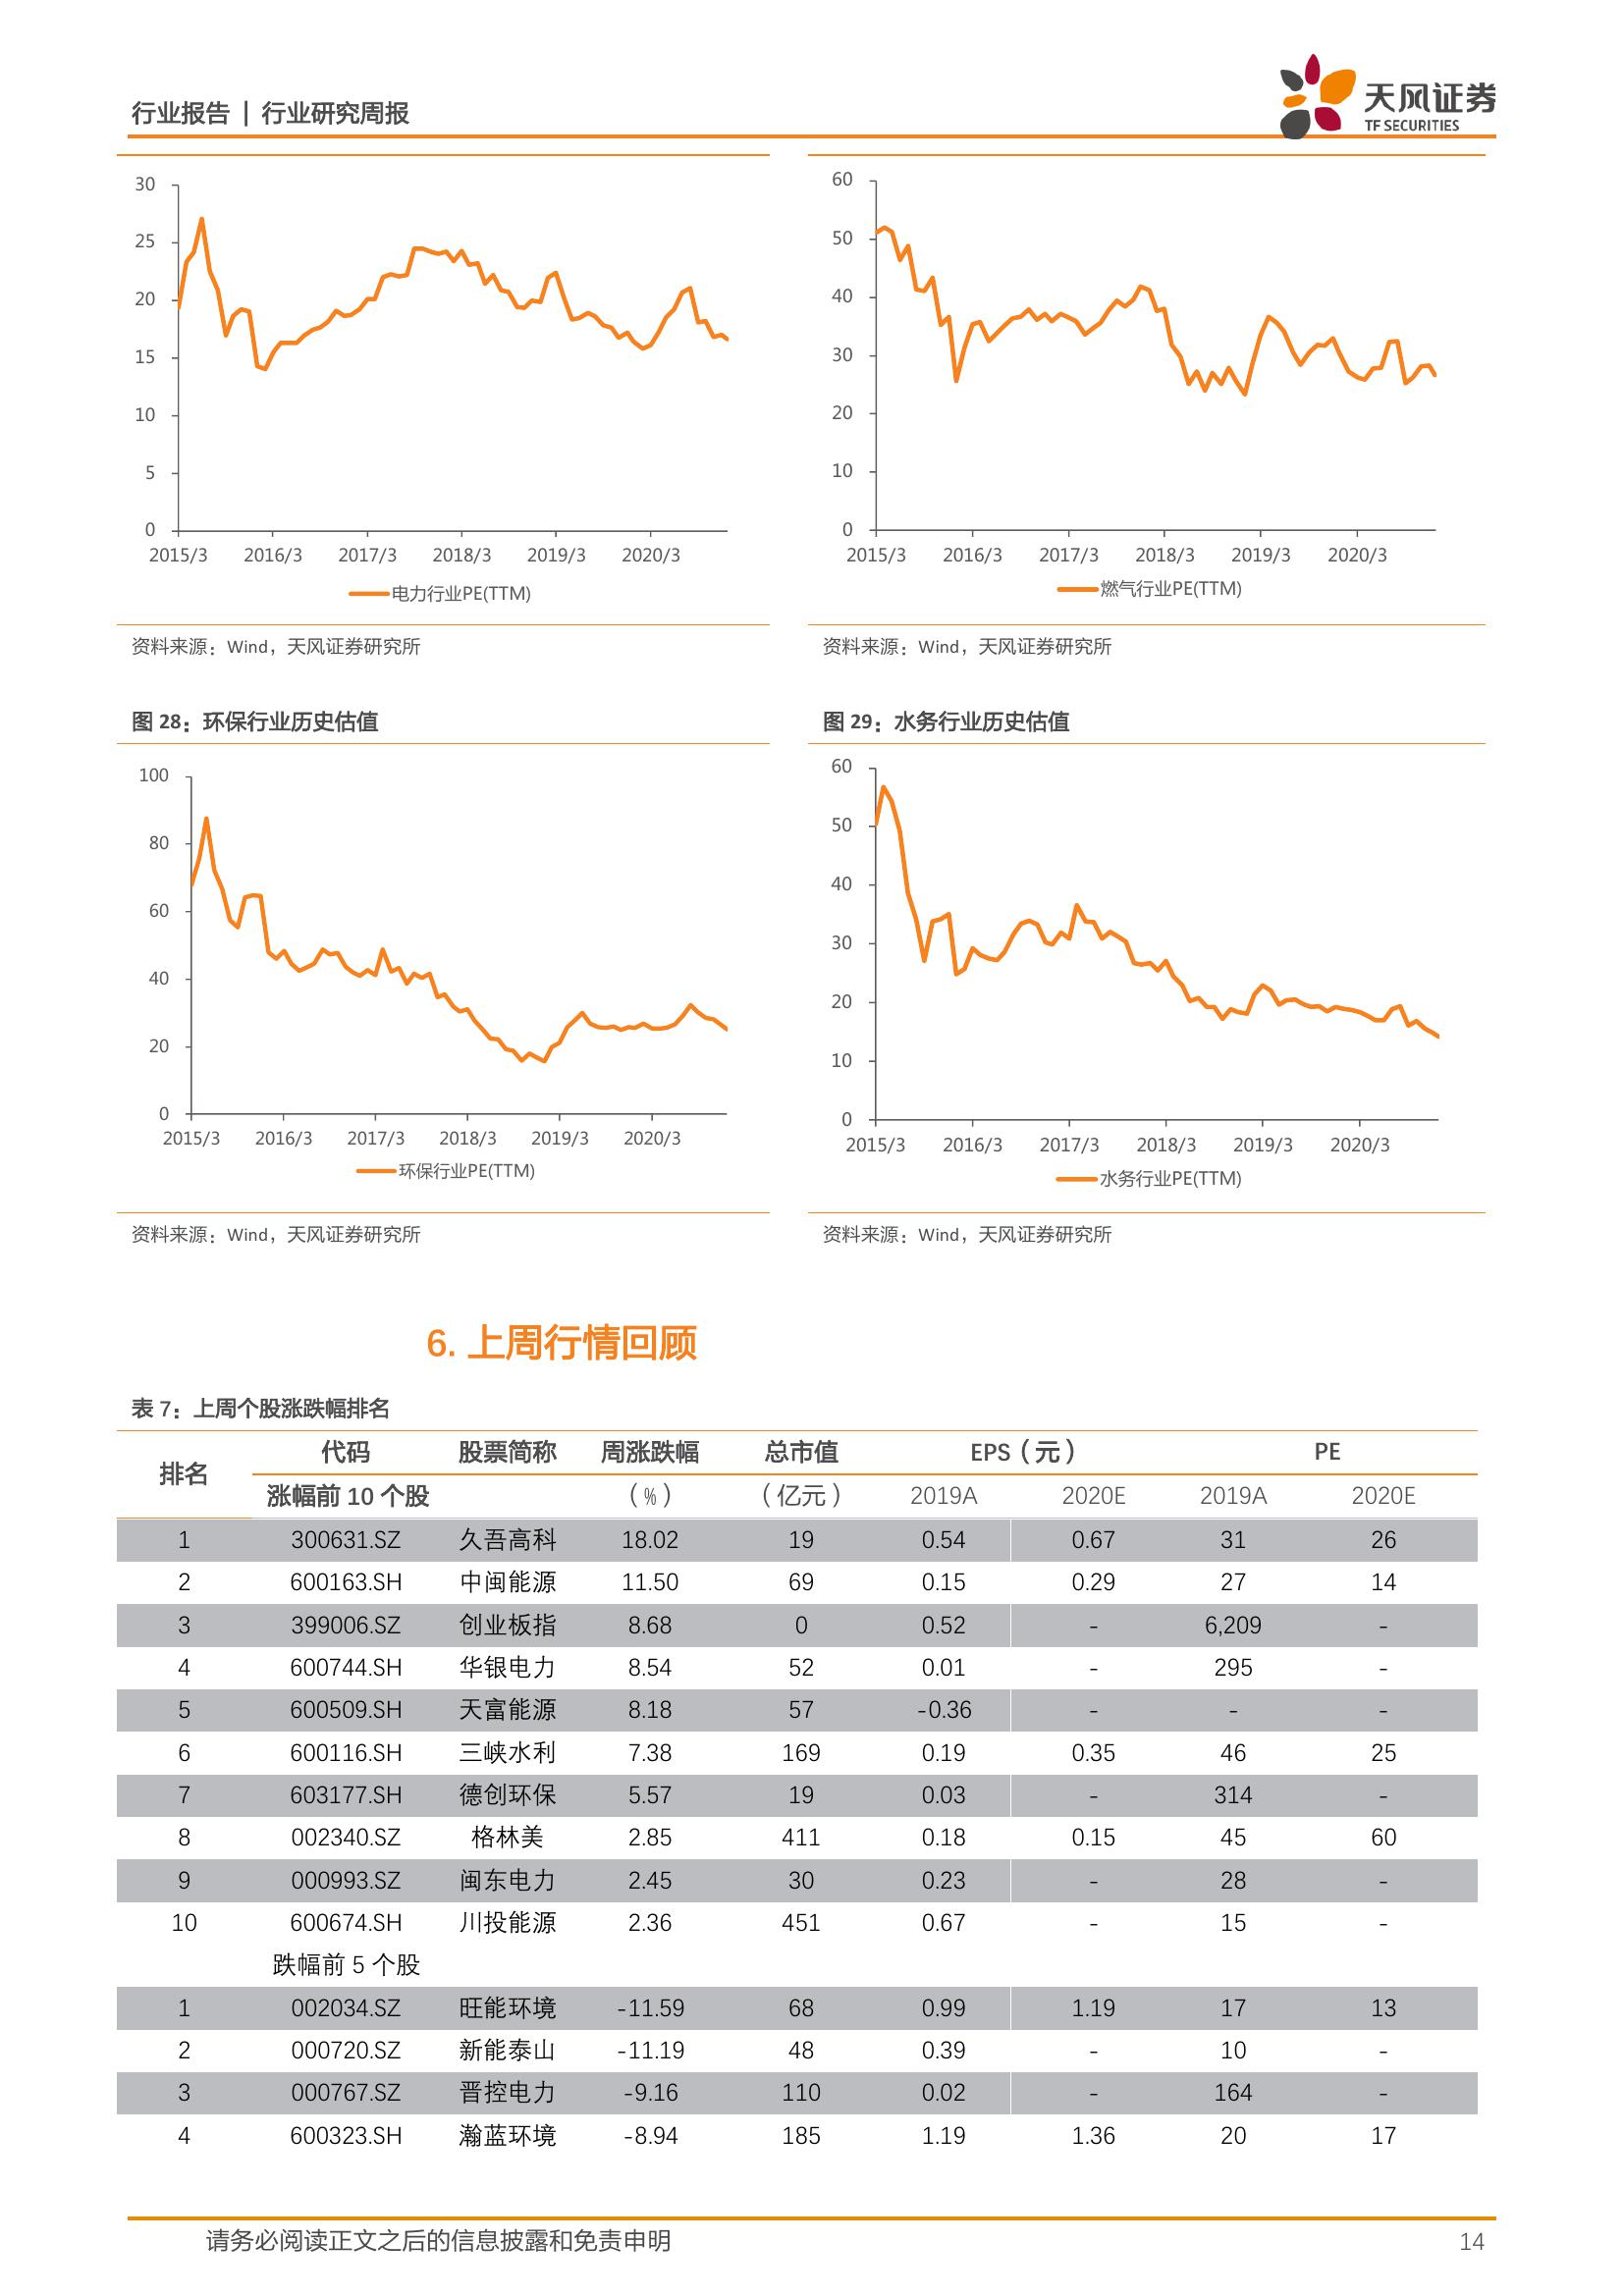 行业报告 | 行业研究周报
天风证券
TF SECURITIES
30
25
20
15
10
5
0
2015/3 2016/3 2017/3 2018/3 2019/3 2020/3
电力行业PE(TTM)
60
50
40
30
20
10
0
2015/3 2016/3 2017/3 2018/3 2019/3 2020/3
燃气行业PE(TTM)
资料来源：Wind，天风证券研究所
资料来源：Wind，天风证券研究所
图 28：环保行业历史估值
图 29：水务行业历史估值
100
80
60
40
20
0
2015/3 2016/3 2017/3 2018/3 2019/3 2020/3
环保行业PE(TTM)
60
50
40
30
20
10
0
2015/3 2016/3 2017/3 2018/3 2019/3 2020/3
水务行业PE(TTM)
资料来源：Wind，天风证券研究所
资料来源：Wind，天风证券研究所
6. 上周行情回顾
表 7：上周个股涨跌幅排名
排名 代码 股票简称 周涨跌幅 总市值 EPS（元） PE
涨幅前 10 个股 （%） （亿元） 2019A 2020E 2019A 2020E
1 300631.SZ 久吾高科 18.02 19 0.54 0.67 31 26
2 600163.SH 中闽能源 11.50 69 0.15 0.29 27 14
3 399006.SZ 创业板指 8.68 0 0.52 - 6,209 -
4 600744.SH 华银电力 8.54 52 0.01 - 295 -
5 600509.SH 天富能源 8.18 57 -0.36 - - -
6 600116.SH 三峡水利 7.38 169 0.19 0.35 46 25
7 603177.SH 德创环保 5.57 19 0.03 - 314 -
8 002340.SZ 格林美 2.85 411 0.18 0.15 45 60
9 000993.SZ 闽东电力 2.45 30 0.23 - 28 -
10 600674.SH 川投能源 2.36 451 0.67 - 15 -
跌幅前 5 个股
1 002034.SZ 旺能环境 -11.59 68 0.99 1.19 17 13
2 000720.SZ 新能泰山 -11.19 48 0.39 - 10 -
3 000767.SZ 晋控电力 -9.16 110 0.02 - 164 -
4 600323.SH 瀚蓝环境 -8.94 185 1.19 1.36 20 17
请务必阅读正文之后的信息披露和免责申明 14